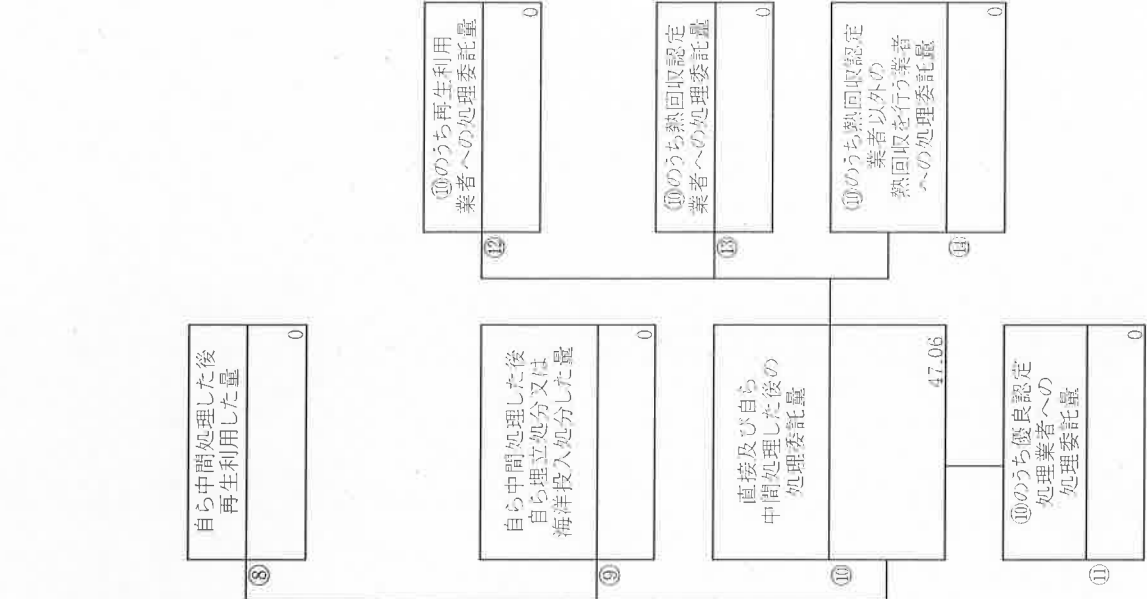 ⑧
自ら中間処理した後
再生利用した量
0
⑨
自ら中間処理した後
自ら埋立処分又は
海洋投入処分した量
0
⑩
直接及び自ら
中間処理した後の
処理委託量
47.06
⑪
⑩のうち優良認定
処理業者への
処理委託量
0
⑫
⑩のうち再生利用
業者への処理委託量
0
⑬
⑩のうち熱回収認定
業者への処理委託量
0
⑭
⑩のうち熱回収認定
業者以外の
熱回収を行う業者
への処理委託量
0